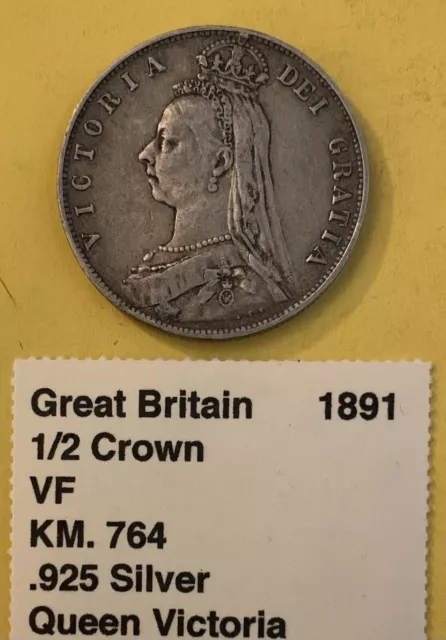 VICTORIA DEI GRATIA
Great Britain 1891
1/2 Crown
VF
KM. 764
.925 Silver
Queen Victoria